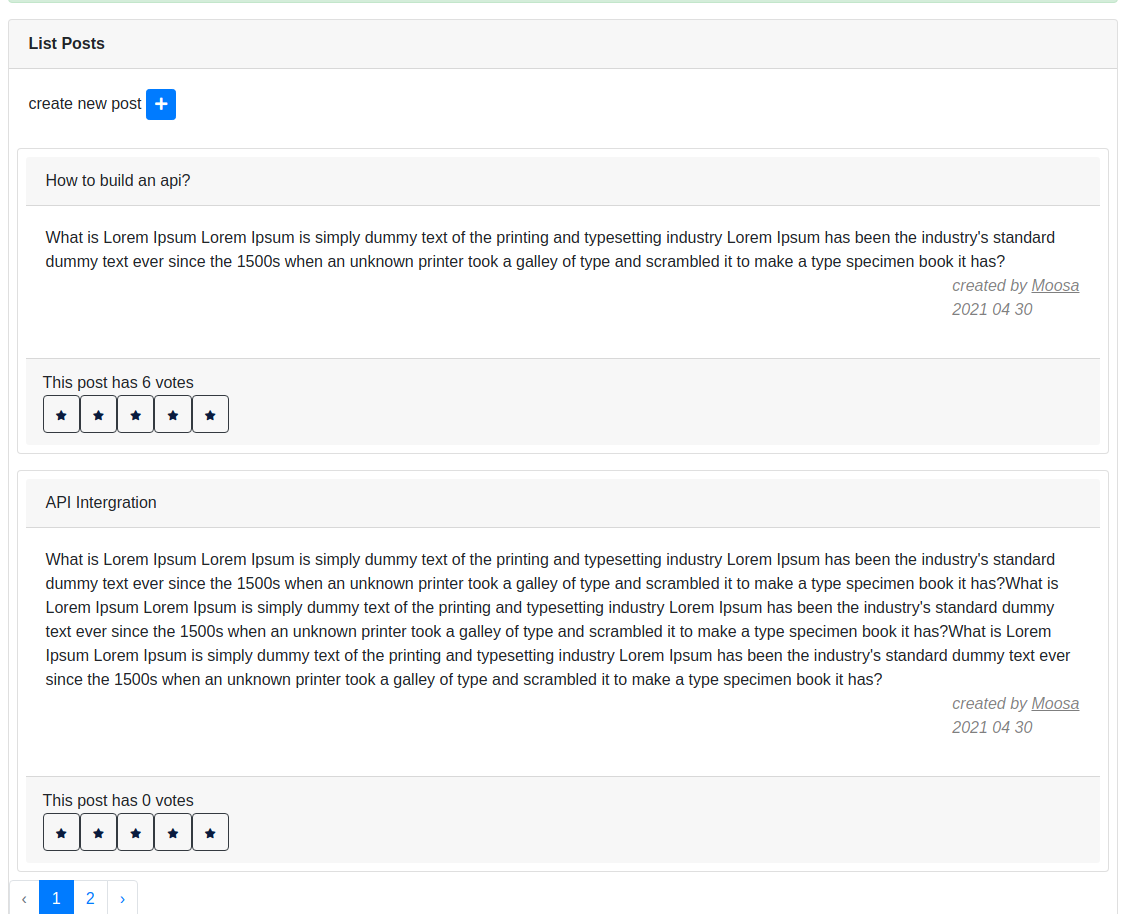 List Posts
create new post +
How to build an api?
What is Lorem Ipsum Lorem Ipsum is simply dummy text of the printing and typesetting industry Lorem Ipsum has been the industry's standard
dummy text ever since the 1500s when an unknown printer took a galley of type and scrambled it to make a type specimen book it has?
created by Moosa
2021 04 30
This post has 6 votes
API Intergration
What is Lorem Ipsum Lorem Ipsum is simply dummy text of the printing and typesetting industry Lorem Ipsum has been the industry's standard
dummy text ever since the 1500s when an unknown printer took a galley of type and scrambled it to make a type specimen book it has?What is
Lorem Ipsum Lorem Ipsum is simply dummy text of the printing and typesetting industry Lorem Ipsum has been the industry's standard dummy
text ever since the 1500s when an unknown printer took a galley of type and scrambled it to make a type specimen book it has?What is Lorem
Ipsum Lorem Ipsum is simply dummy text of the printing and typesetting industry Lorem Ipsum has been the industry's standard dummy text ever
since the 1500s when an unknown printer took a galley of type and scrambled it to make a type specimen book it has?
created by Moosa
2021 04 30
This post has 0 votes
‹ 1 2 ›